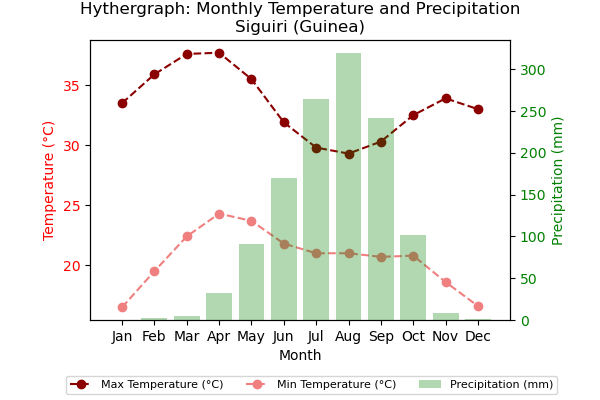 Hythergraph: Monthly Temperature and Precipitation
Siguiri (Guinea)
35
30
25
20
Temperature (°C)
300
250
200
150
100
50
0
Precipitation (mm)
Jan Feb Mar Apr May Jun Jul Aug Sep Oct Nov Dec
Month
Max Temperature (°C) Min Temperature (°C) Precipitation (mm)